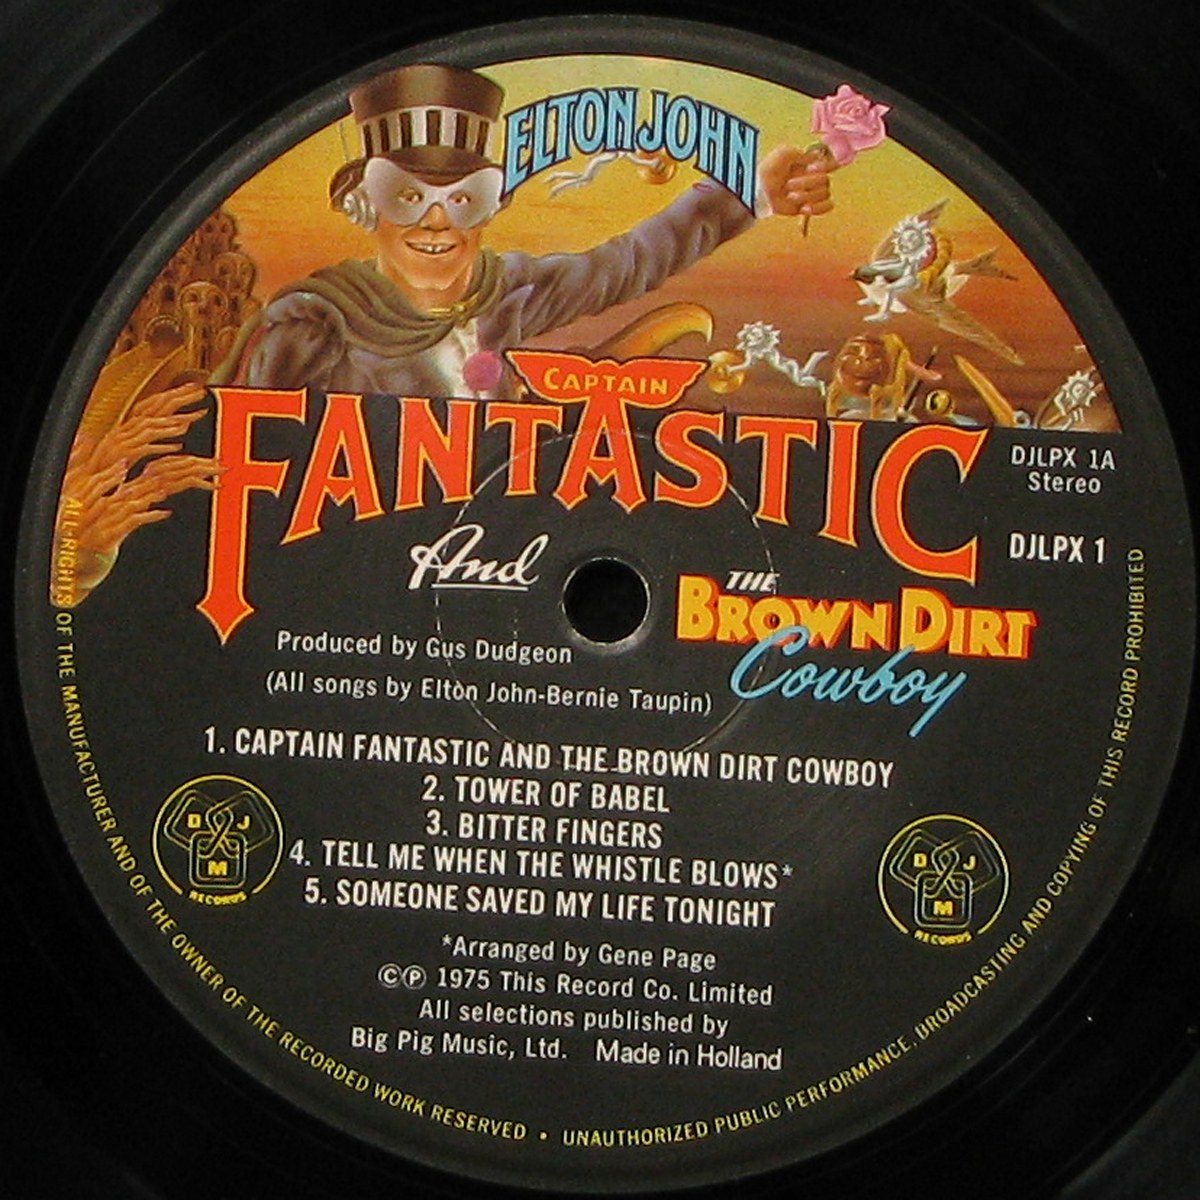 ELTON JOHN
CAPTAIN
FANTASTIC
And
THE
BROWN DIRT
Cowboy
DJLPX 1A
Stereo
DJLPX 1
Produced by Gus Dudgeon
(All songs by Elton John-Bernie Taupin)
1. CAPTAIN FANTASTIC AND THE BROWN DIRT COWBOY
2. TOWER OF BABEL
3. BITTER FINGERS
4. TELL ME WHEN THE WHISTLE BLOWS*
5. SOMEONE SAVED MY LIFE TONIGHT
D J
M
RECORDS
D J
M
RECORDS
*Arranged by Gene Page
©℗ 1975 This Record Co. Limited
All selections published by
Big Pig Music, Ltd. Made in Holland
ALL RIGHTS OF THE MANUFACTURER AND OF THE OWNER OF THE RECORDED WORK RESERVED • UNAUTHORIZED PUBLIC PERFORMANCE, BROADCASTING AND COPYING OF THIS RECORD PROHIBITED